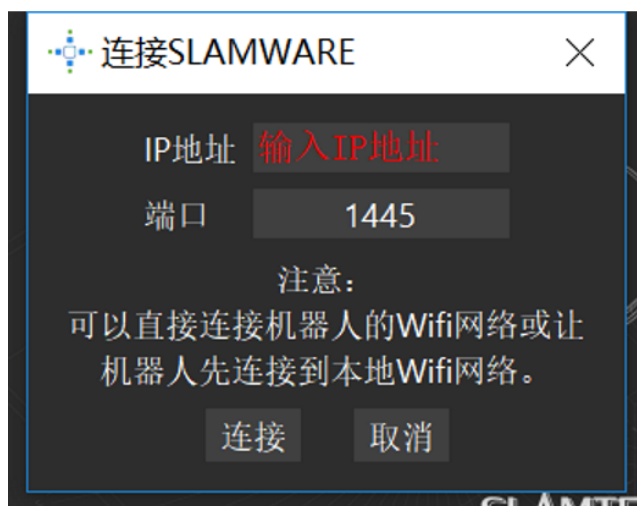 连接SLAMWARE
IP地址 输入IP地址
端口 1445
注意：
可以直接连接机器人的Wifi网络或让
机器人先连接到本地Wifi网络。
连接 取消